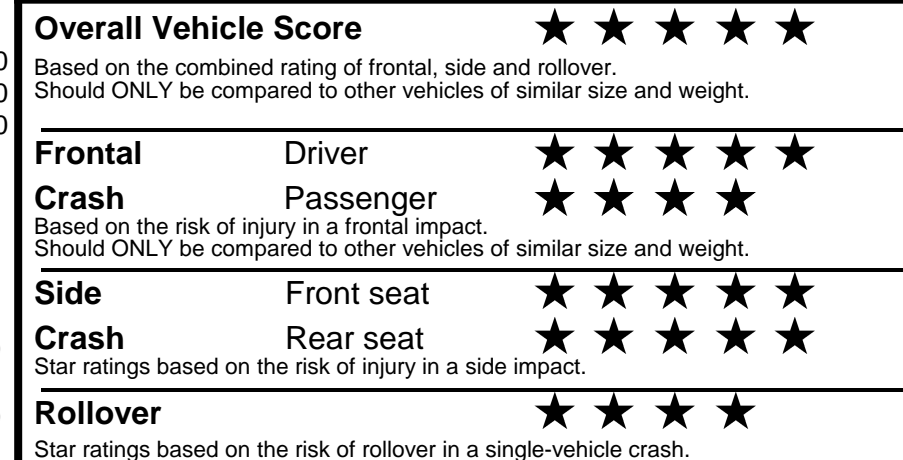 Overall Vehicle Score ★ ★ ★ ★ ★
Based on the combined rating of frontal, side and rollover.
Should ONLY be compared to other vehicles of similar size and weight.
Frontal Driver ★ ★ ★ ★ ★
Crash Passenger ★ ★ ★ ★
Based on the risk of injury in a frontal impact.
Should ONLY be compared to other vehicles of similar size and weight.
Side Front seat ★ ★ ★ ★ ★
Crash Rear seat ★ ★ ★ ★ ★
Star ratings based on the risk of injury in a side impact.
Rollover ★ ★ ★ ★
Star ratings based on the risk of rollover in a single-vehicle crash.